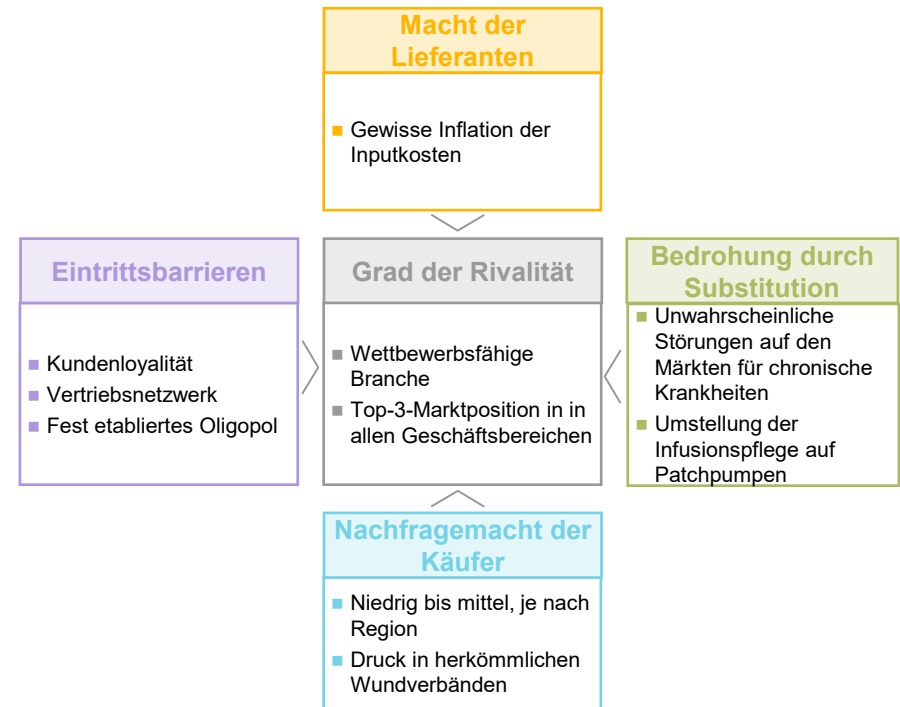 Macht der
Lieferanten
Gewisse Inflation der
Inputkosten
Eintrittsbarrieren
Kundenloyalität
Vertriebsnetzwerk
Fest etabliertes Oligopol
Grad der Rivalität
Wettbewerbsfähige
Branche
Top-3-Marktposition in in
allen Geschäftsbereichen
Bedrohung durch
Substitution
Unwahrscheinliche
Störungen auf den
Märkten für chronische
Krankheiten
Umstellung der
Infusionspflege auf
Patchpumpen
Nachfragemacht der
Käufer
Niedrig bis mittel, je nach
Region
Druck in herkömmlichen
Wundverbänden